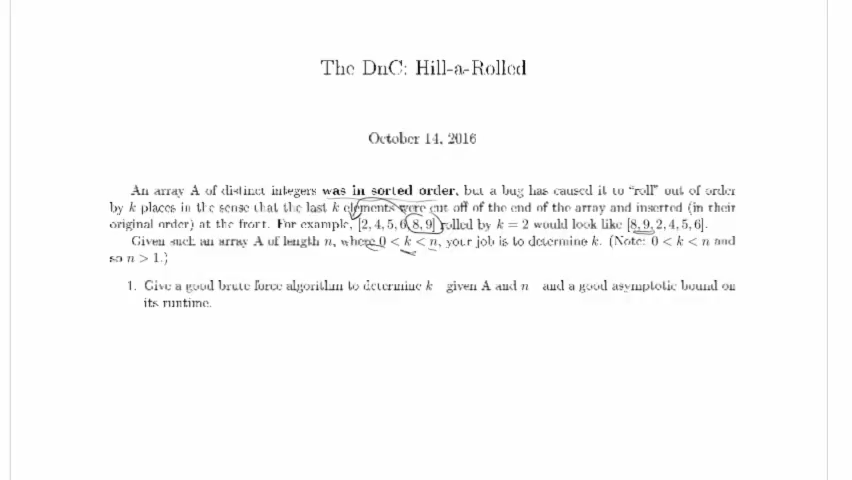 The DnC: Hill-a-Rolled
October 14, 2016
An array A of distinct integers was in sorted order, but a bug has caused it to "roll" out of order
by k places in the sense that the last k elements were cut off of the end of the array and inserted (in their
original order) at the front. For example, [2, 4, 5, 6, 8, 9] rolled by k = 2 would look like [8, 9, 2, 4, 5, 6].
Given such an array A of length n, where 0 < k < n, your job is to determine k. (Note: 0 < k < n and
so n > 1.)
1. Give a good brute force algorithm to determine k given A and n and a good asymptotic bound on
its runtime.